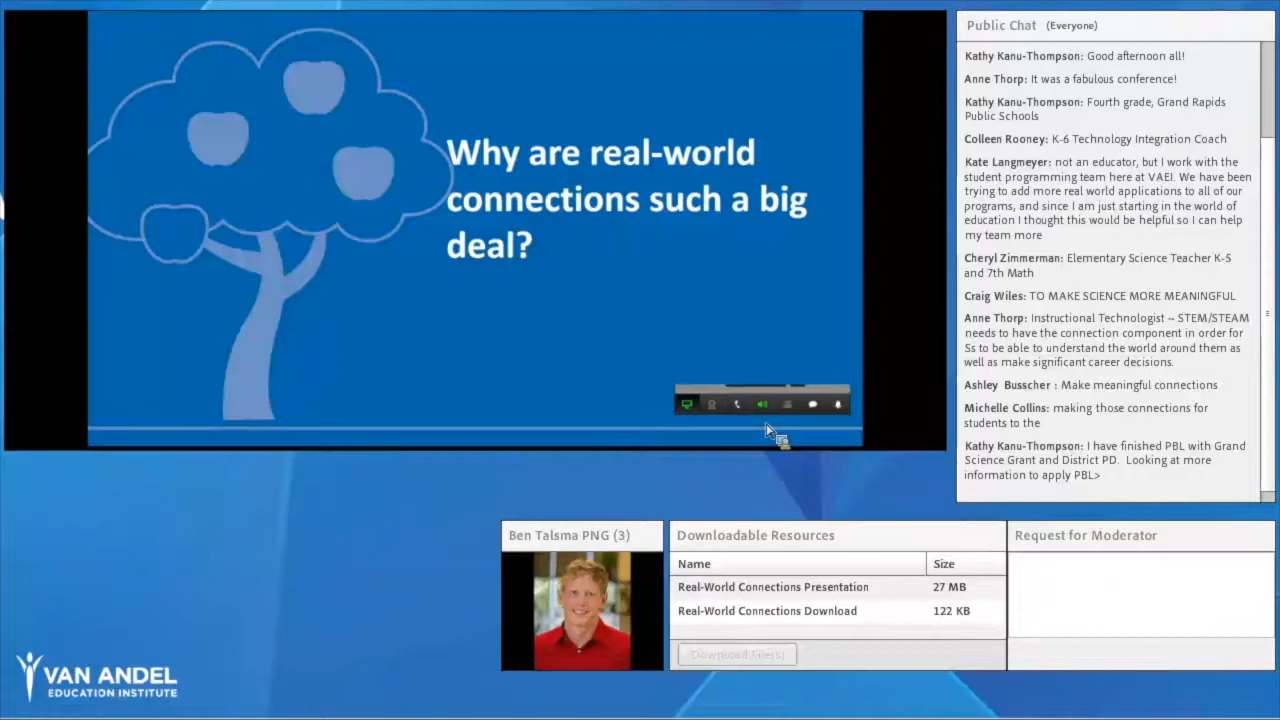 Why are real-world
connections such a big
deal?
Public Chat (Everyone)
Kathy Kanu-Thompson: Good afternoon all!
Anne Thorp: It was a fabulous conference!
Kathy Kanu-Thompson: Fourth grade, Grand Rapids
Public Schools
Colleen Rooney: K-6 Technology Integration Coach
Kate Langmeyer: not an educator, but I work with the
student programming team here at VAEI. We have been
trying to add more real world applications to all of our
programs, and since I am just starting in the world of
education I thought this would be helpful so I can help
my team more
Cheryl Zimmerman: Elementary Science Teacher K-5
and 7th Math
Craig Wiles: TO MAKE SCIENCE MORE MEANINGFUL
Anne Thorp: Instructional Technologist ~ STEM/STEAM
needs to have the connection component in order for
Ss to be able to understand the world around them as
well as make significant career decisions.
Ashley Busscher : Make meaningful connections
Michelle Collins: making those connections for
students to the
Kathy Kanu-Thompson: I have finished PBL with Grand
Science Grant and District PD. Looking at more
information to apply PBL>
Ben Talsma PNG (3)
Downloadable Resources
Name Size
Real-World Connections Presentation 27 MB
Real-World Connections Download 122 KB
Download File(s)
Request for Moderator
VAN ANDEL
EDUCATION INSTITUTE